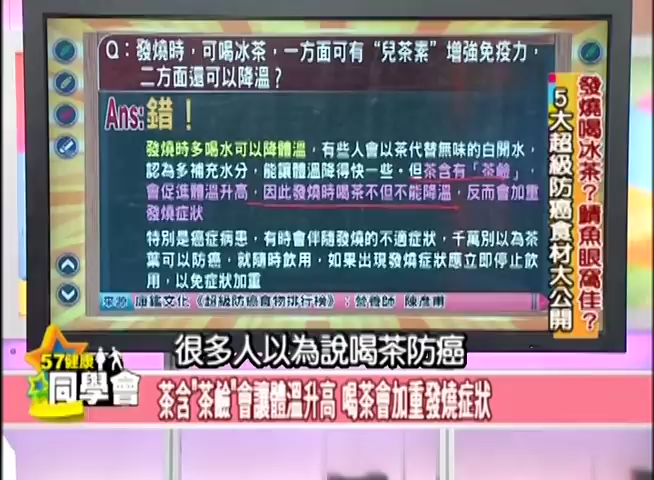 Q：發燒時，可喝冰茶，一方面可有“兒茶素”增強免疫力，
二方面還可以降溫？
Ans:錯！
發燒時多喝水可以降體溫，有些人會以茶代替無味的白開水，
認為多補充水分，能讓體溫降得快一些。但茶含有「茶鹼」，
會促進體溫升高，因此發燒時喝茶不但不能降溫，反而會加重
發燒症狀
特別是癌症病患，有時會伴隨發燒的不適症狀，千萬別以為茶
葉可以防癌，就隨時飲用，如果出現發燒症狀應立即停止飲
用，以免症狀加重
來源 康鑑文化《超級防癌食物排行榜》；營養師 陳彥甫
發燒喝冰茶？鯖魚眼窩佳？
5大超級防癌食材大公開
很多人以為說喝茶防癌
57健康
同學會
茶含"茶鹼"會讓體溫升高 喝茶會加重發燒症狀